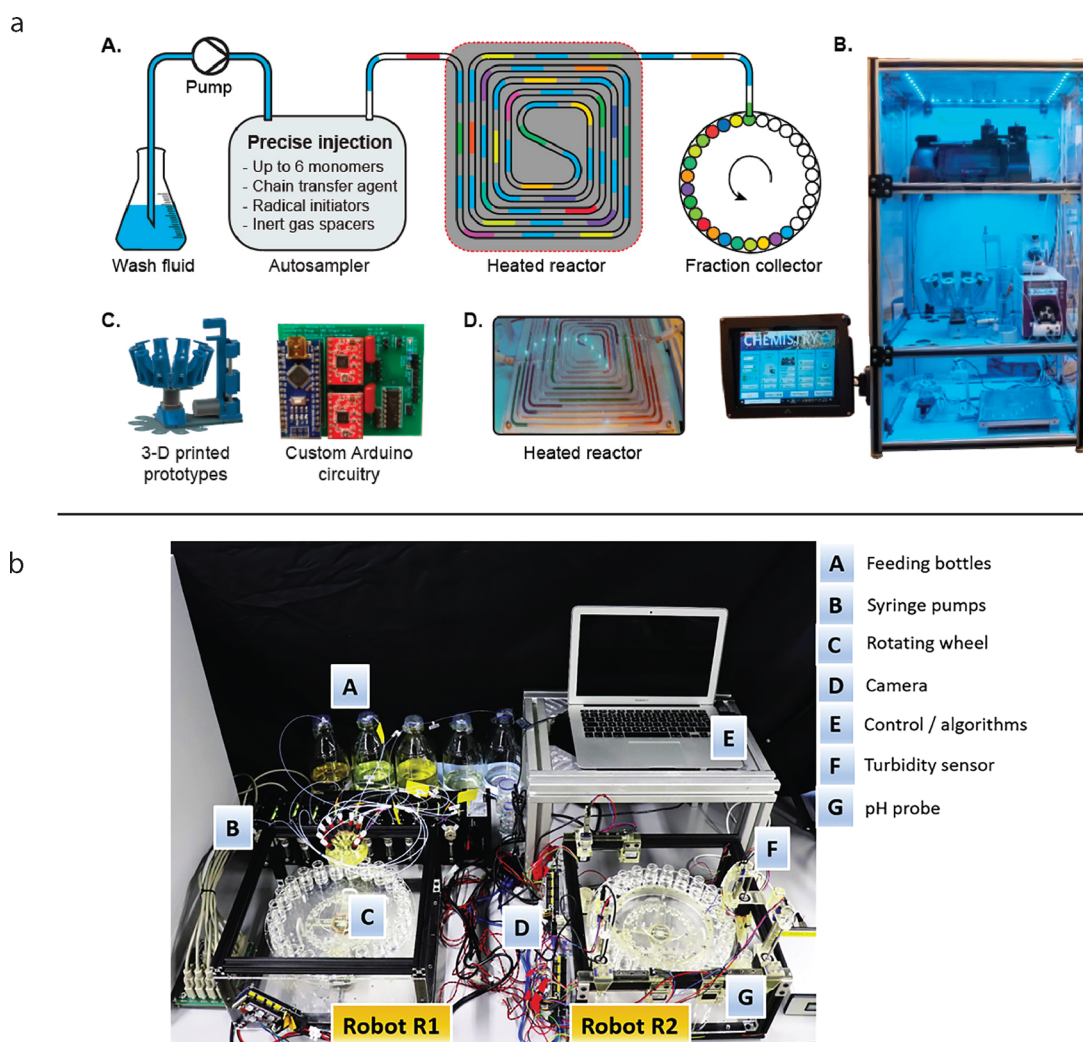 a
A.
Pump
Precise injection
- Up to 6 monomers
- Chain transfer agent
- Radical initiators
- Inert gas spacers
Wash fluid
Autosampler
Heated reactor
Fraction collector
B.
C.
3-D printed
prototypes
Custom Arduino
circuitry
D.
Heated reactor
CHEMISTRY
b
A
B
C
D
E
F
G
Robot R1
Robot R2
A Feeding bottles
B Syringe pumps
C Rotating wheel
D Camera
E Control / algorithms
F Turbidity sensor
G pH probe